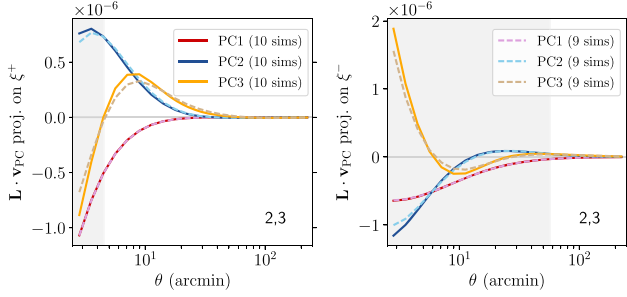 ×10⁻⁶
L · v_PC proj. on ξ⁺
0.5
0.0
−0.5
−1.0
PC1 (10 sims)
PC2 (10 sims)
PC3 (10 sims)
2,3
10¹
10²
θ (arcmin)
×10⁻⁶
L · v_PC proj. on ξ⁻
2
1
0
−1
PC1 (9 sims)
PC2 (9 sims)
PC3 (9 sims)
2,3
10¹
10²
θ (arcmin)